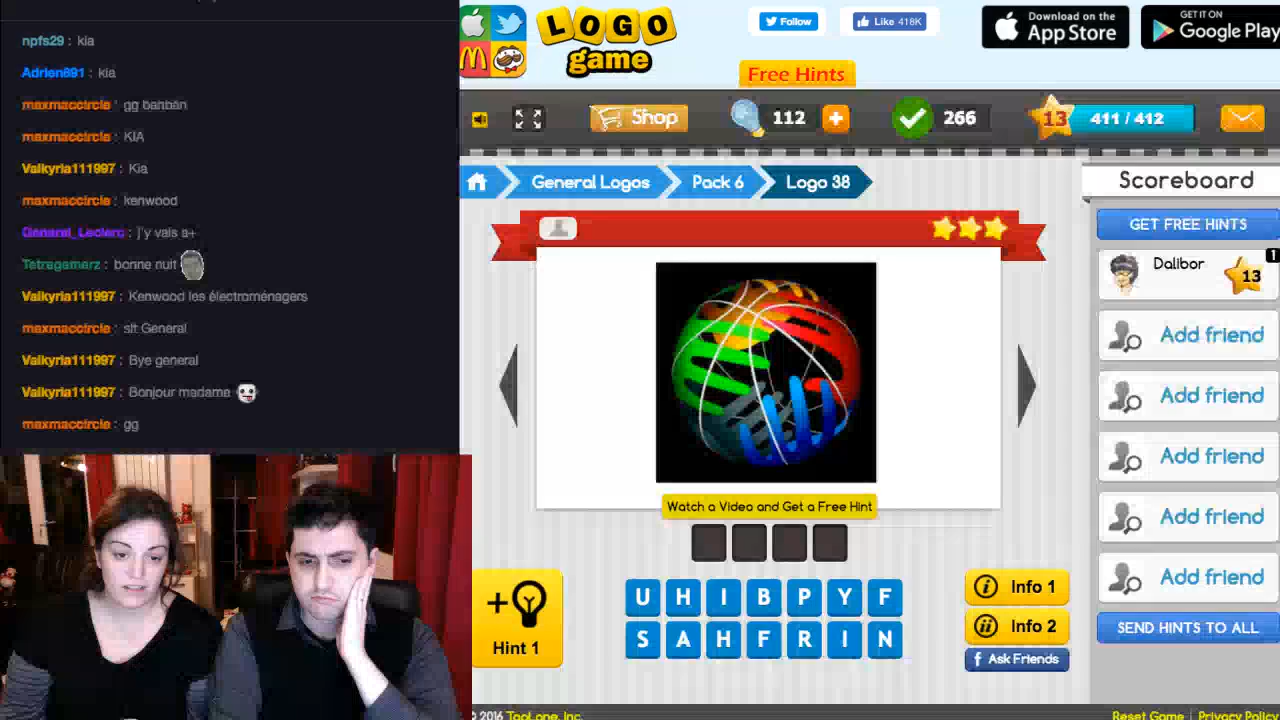 npfs29 : kia
Adrien891 : kia
maxmaccircle : gg banban
maxmaccircle : KIA
Valkyria111997 : Kia
maxmaccircle : kenwood
General_Leclerc : j'y vais a+
Tetragamerz : bonne nuit
Valkyria111997 : Kenwood les électroménagers
maxmaccircle : slt General
Valkyria111997 : Bye general
Valkyria111997 : Bonjour madame
maxmaccircle : gg
LOGO
game
Follow
Like 418K
Download on the
App Store
GET IT ON
Google Play
Free Hints
Shop
112
266
13
411 / 412
General Logos
Pack 6
Logo 38
Scoreboard
GET FREE HINTS
Dalibor
13
1
Add friend
Add friend
Add friend
Add friend
Add friend
SEND HINTS TO ALL
Watch a Video and Get a Free Hint
U H I B P Y F
S A H F R I N
+
Hint 1
Info 1
Info 2
f Ask Friends
© 2016 TapLane, Inc.
Reset Game | Privacy Policy